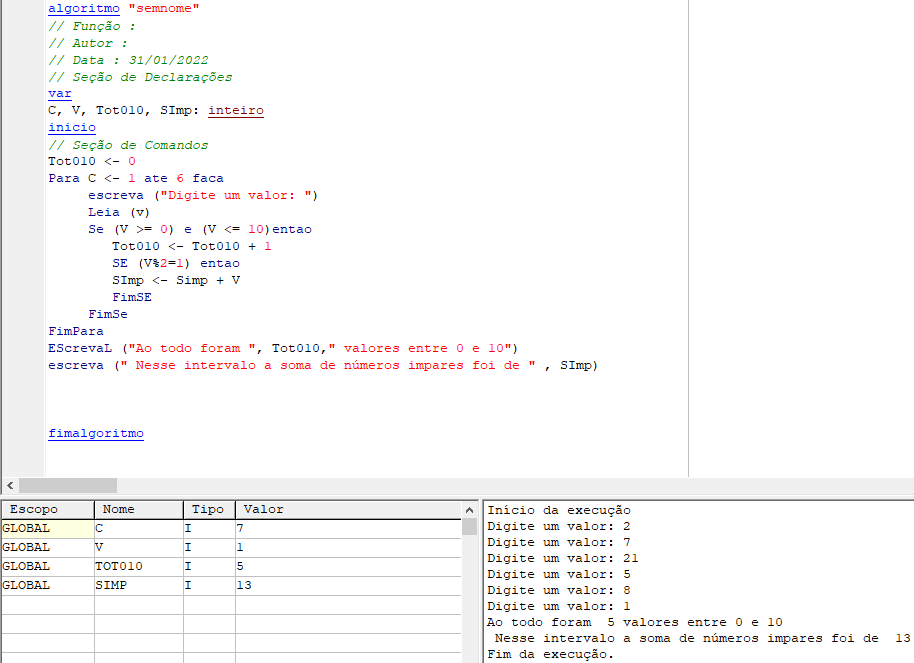 algoritmo "semnome"
// Função :
// Autor :
// Data : 31/01/2022
// Seção de Declarações
var
C, V, Tot010, SImp: inteiro
inicio
// Seção de Comandos
Tot010 <- 0
Para C <- 1 ate 6 faca
escreva ("Digite um valor: ")
Leia (v)
Se (V >= 0) e (V <= 10)entao
Tot010 <- Tot010 + 1
SE (V%2=1) entao
SImp <- Simp + V
FimSE
FimSe
FimPara
EScrevaL ("Ao todo foram ", Tot010," valores entre 0 e 10")
escreva (" Nesse intervalo a soma de números impares foi de " , SImp)
fimalgoritmo
Escopo Nome Tipo Valor
GLOBAL C I 7
GLOBAL V I 1
GLOBAL TOT010 I 5
GLOBAL SIMP I 13
Início da execução
Digite um valor: 2
Digite um valor: 7
Digite um valor: 21
Digite um valor: 5
Digite um valor: 8
Digite um valor: 1
Ao todo foram  5 valores entre 0 e 10
Nesse intervalo a soma de números impares foi de  13
Fim da execução.